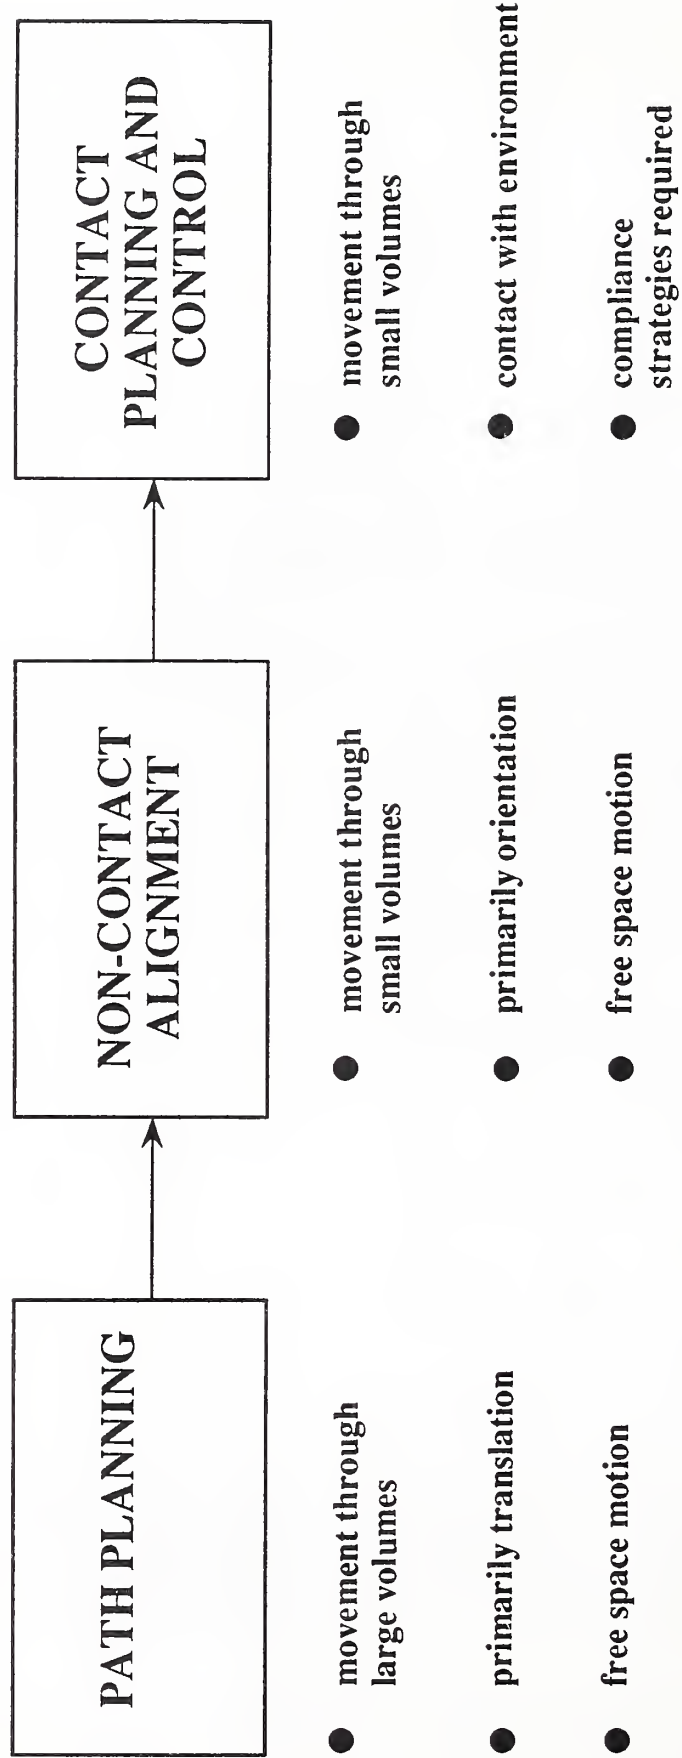 PATH PLANNING
● movement through
large volumes
● primarily translation
● free space motion
NON-CONTACT
ALIGNMENT
● movement through
small volumes
● primarily orientation
● free space motion
CONTACT
PLANNING AND
CONTROL
● movement through
small volumes
● contact with environment
● compliance
strategies required